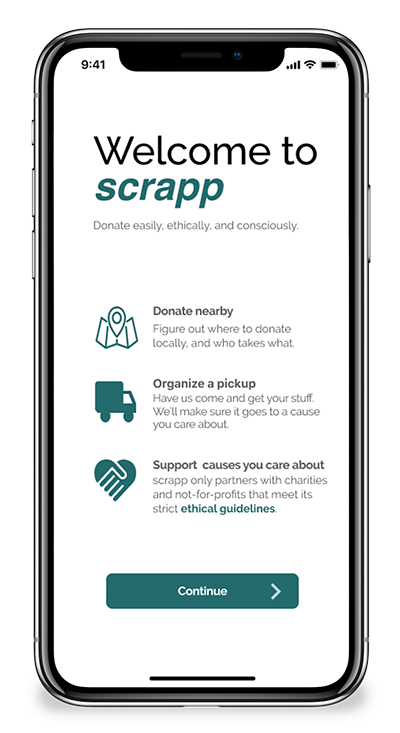 9:41
Welcome to
scrapp
Donate easily, ethically, and consciously.
Donate nearby
Figure out where to donate
locally, and who takes what.
Organize a pickup
Have us come and get your stuff.
We'll make sure it goes to a cause
you care about.
Support causes you care about
scrapp only partners with charities
and not-for-profits that meet its
strict ethical guidelines.
Continue